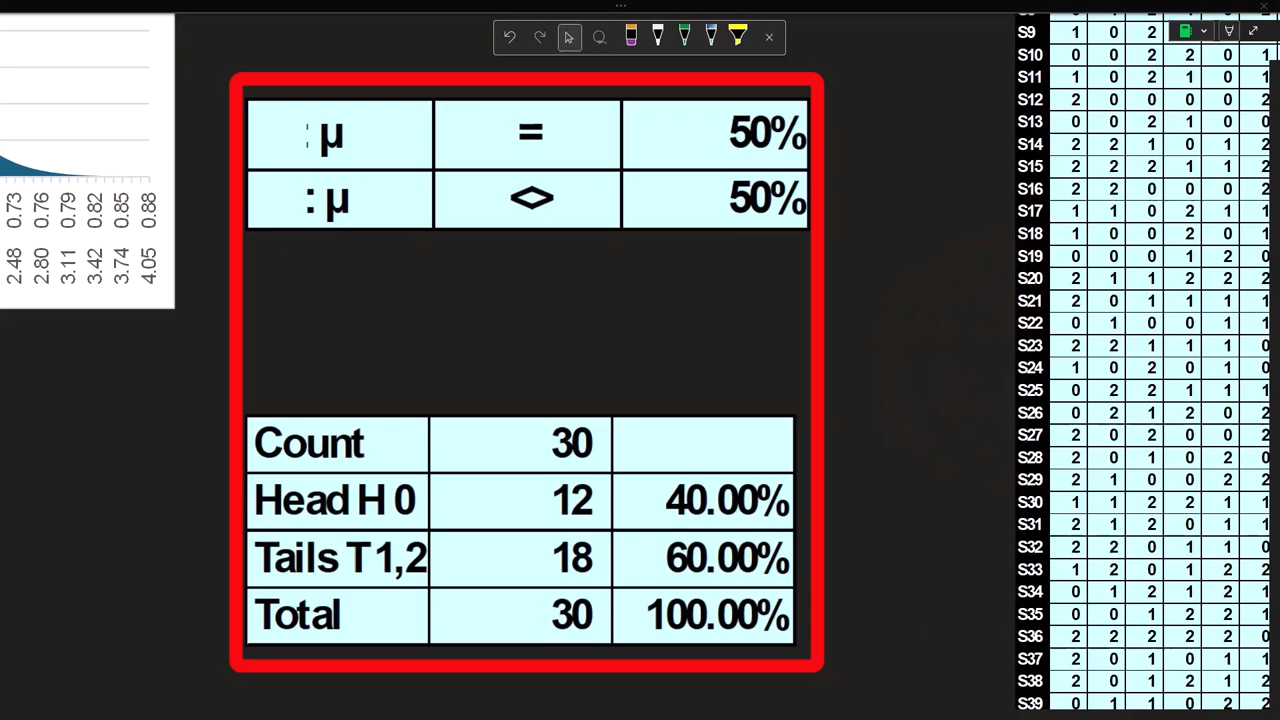 0.73 0.76 0.79 0.82 0.85 0.88
2.48 2.80 3.11 3.42 3.74 4.05
: µ = 50%
: µ <> 50%
Count 30
Head H 0 12 40.00%
Tails T 1,2 18 60.00%
Total 30 100.00%
S9 1 0 2
S10 0 0 2 2 0 1
S11 1 0 2 1 0 1
S12 2 0 0 0 0 2
S13 0 0 2 1 0 0
S14 2 2 1 0 1 2
S15 2 2 2 1 1 2
S16 2 2 0 0 0 2
S17 1 1 0 2 1 1
S18 1 0 0 2 0 1
S19 0 0 0 1 2 0
S20 2 1 1 2 2 2
S21 2 0 1 1 1 1
S22 0 1 0 0 1 1
S23 2 2 1 1 1 0
S24 1 0 2 0 1 0
S25 0 2 2 1 1 1
S26 0 2 1 2 0 2
S27 2 0 2 0 0 2
S28 2 0 1 0 2 0
S29 2 1 0 0 2 2
S30 1 1 2 2 1 1
S31 2 1 2 0 1 1
S32 2 2 0 1 1 0
S33 1 2 0 1 2 2
S34 0 1 2 1 2 1
S35 0 0 1 2 2 1
S36 2 2 2 2 2 0
S37 2 0 1 0 1 1
S38 2 0 1 2 1 2
S39 0 1 1 0 2 2